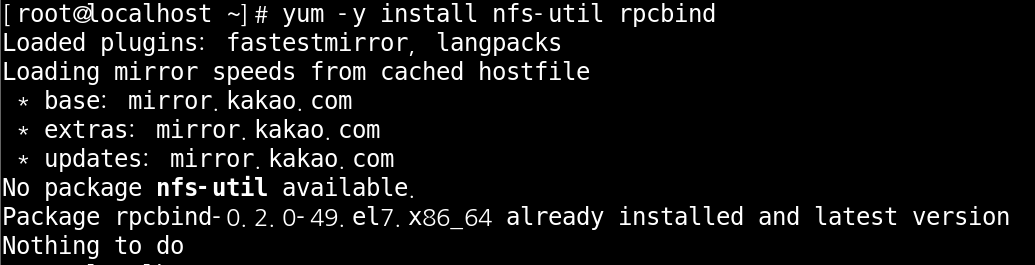 [root@localhost ~]# yum -y install nfs-util rpcbind
Loaded plugins: fastestmirror, langpacks
Loading mirror speeds from cached hostfile
* base: mirror.kakao.com
* extras: mirror.kakao.com
* updates: mirror.kakao.com
No package nfs-util available.
Package rpcbind-0.2.0-49.el7.x86_64 already installed and latest version
Nothing to do